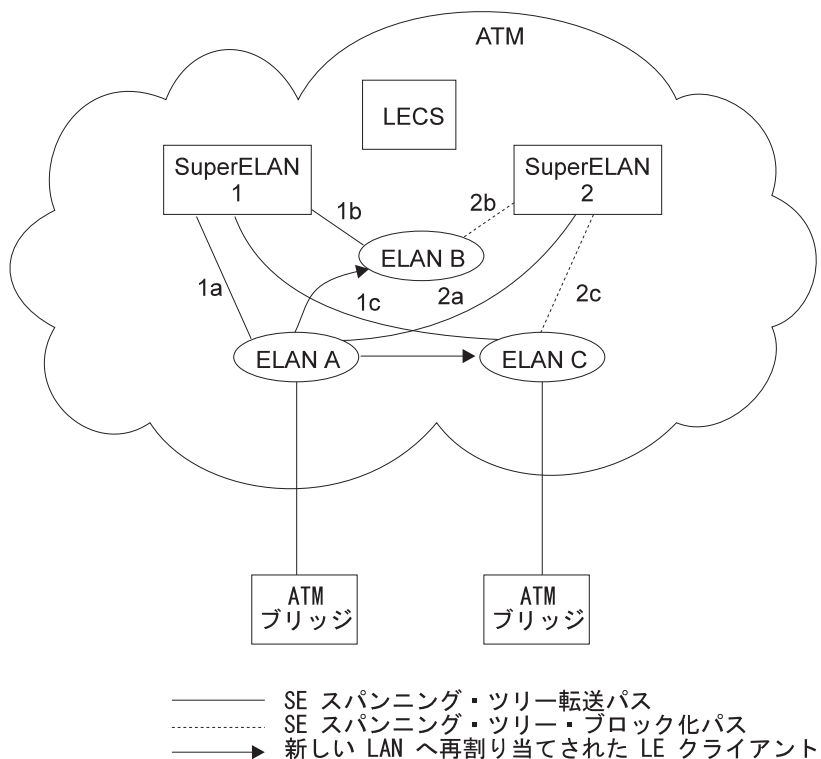 ATM
LECS
SuperELAN
1
SuperELAN
2
1b
2b
ELAN B
1a
1c
2a
2c
ELAN A
ELAN C
ATM
ブリッジ
ATM
ブリッジ
SE スパンニング・ツリー転送パス
SE スパンニング・ツリー・ブロック化パス
新しい LAN へ再割り当てされた LE クライアント